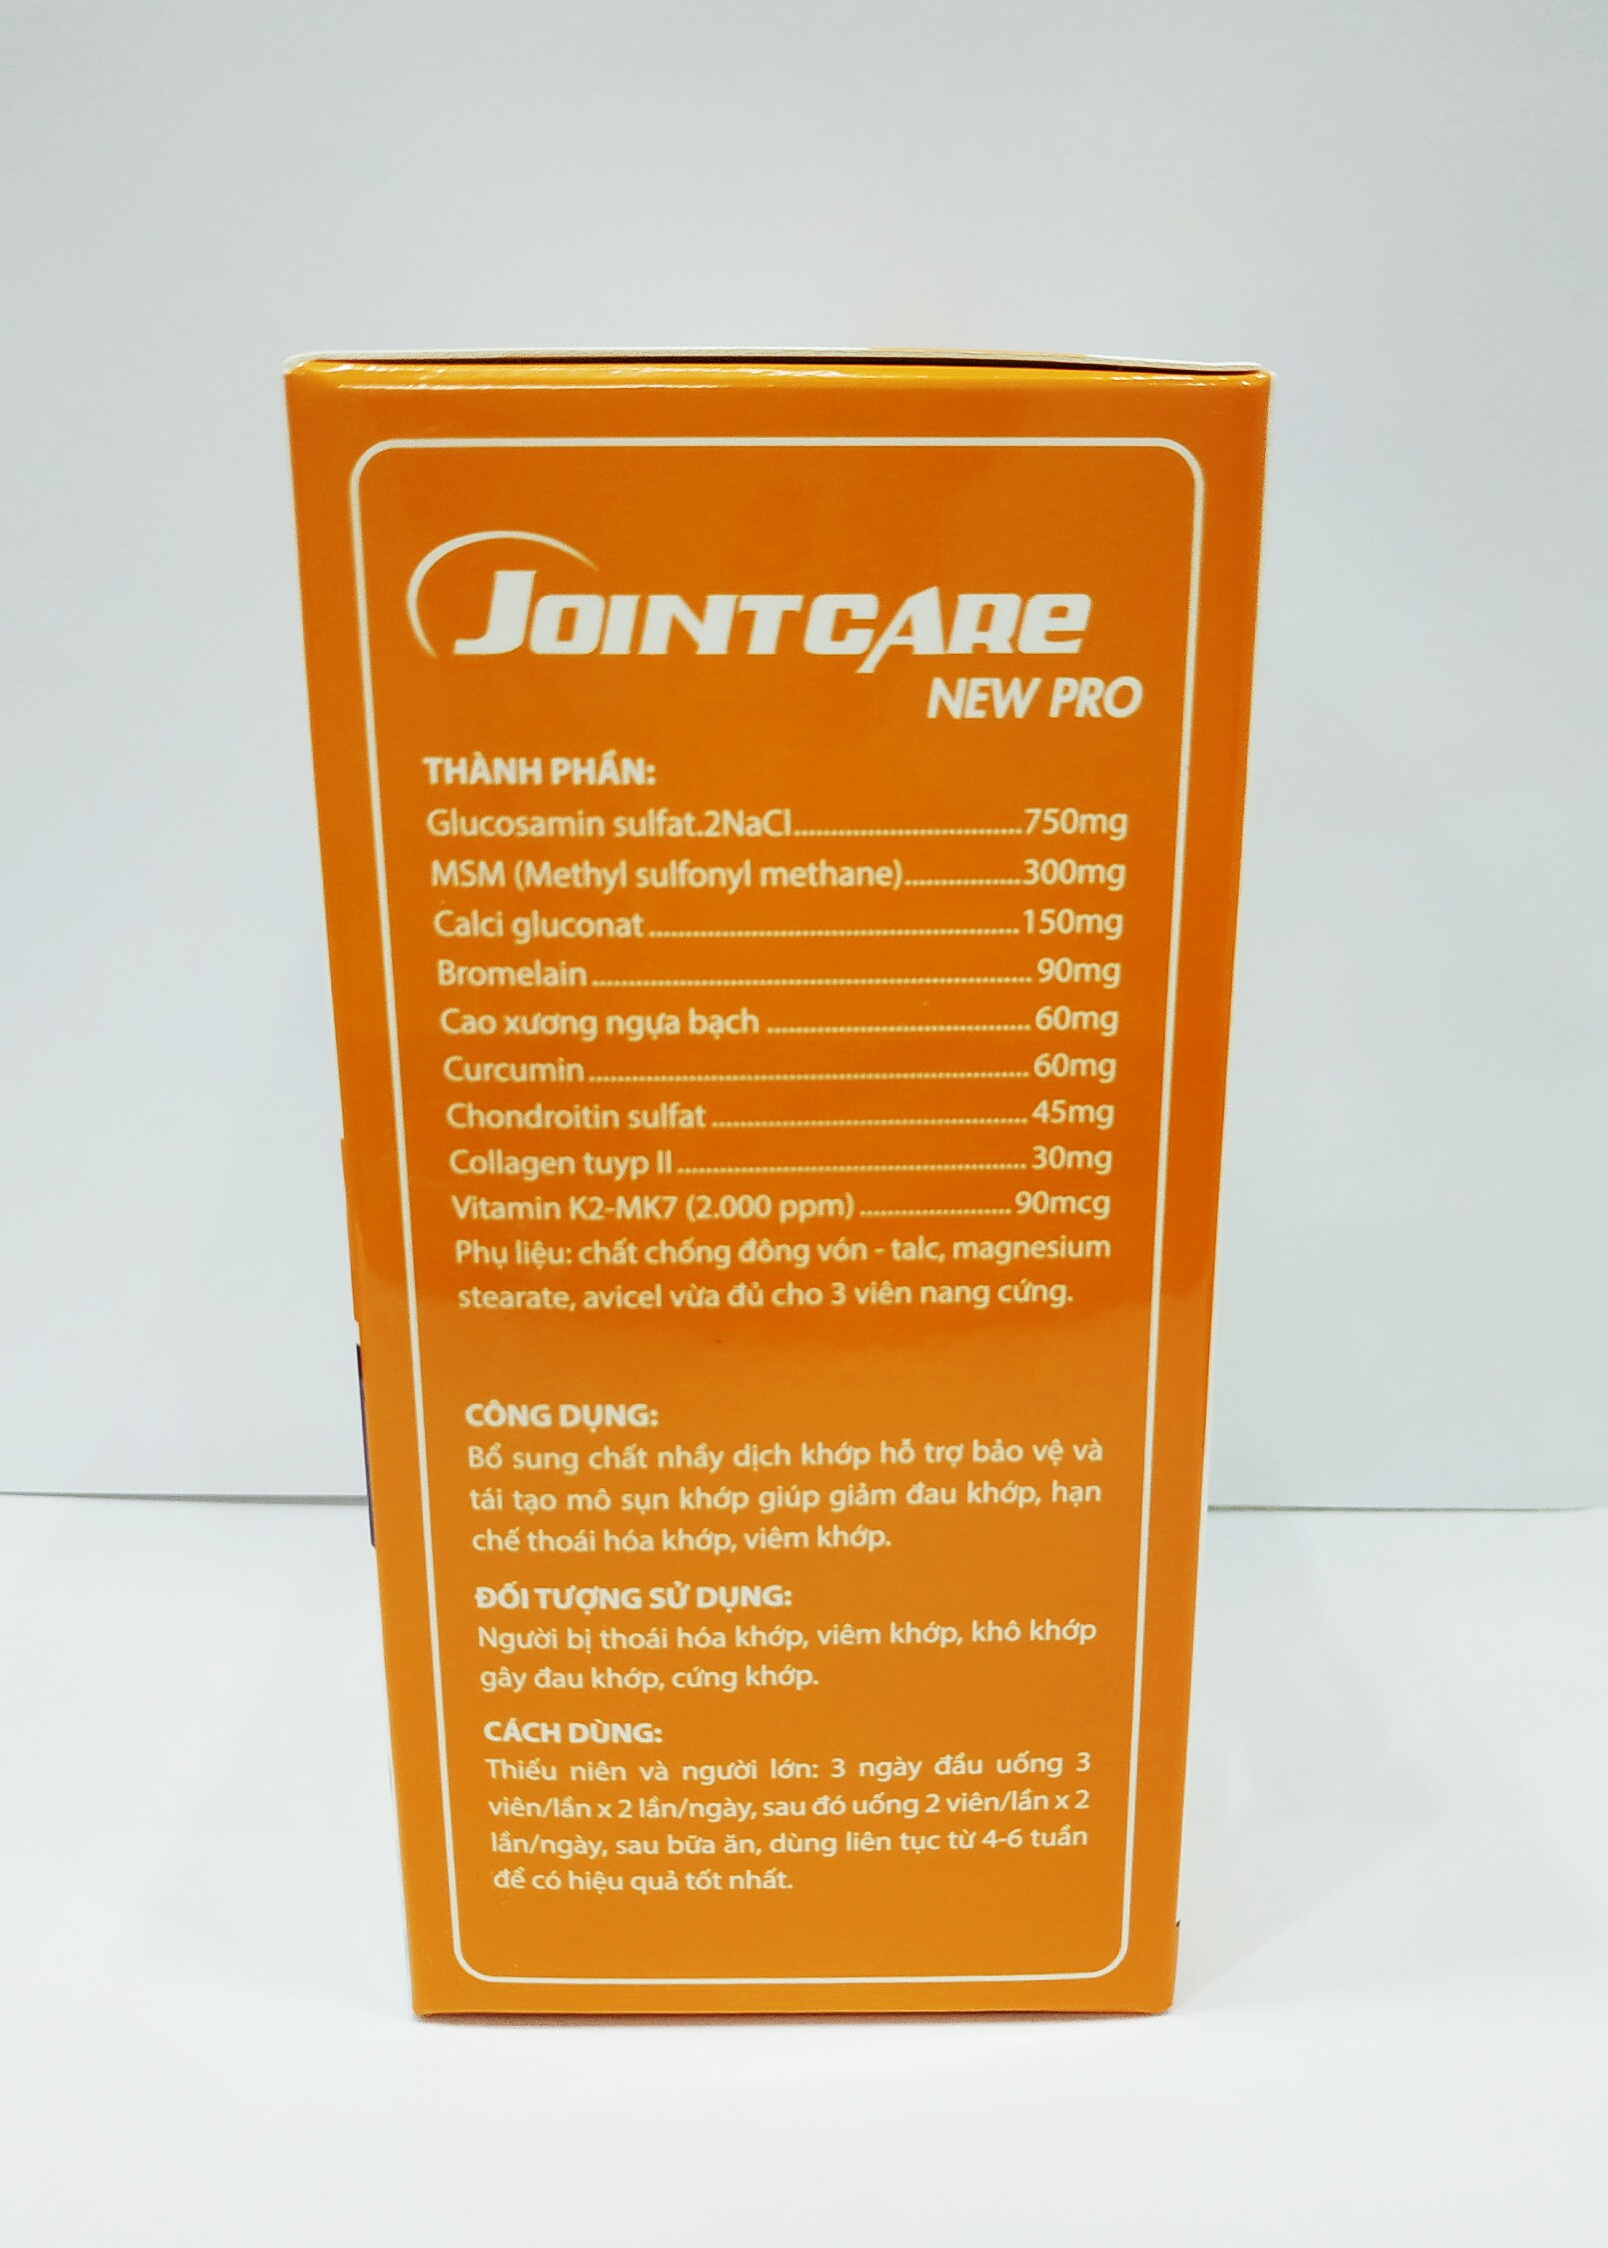 JOINTCARE
NEW PRO
THÀNH PHẦN:
Glucosamin sulfat.2NaCl..............................750mg
MSM (Methyl sulfonyl methane)................300mg
Calci gluconat..................................................150mg
Bromelain...........................................................90mg
Cao xương ngựa bạch...................................60mg
Curcumin...........................................................60mg
Chondroitin sulfat...........................................45mg
Collagen tuyp II...............................................30mg
Vitamin K2-MK7 (2.000 ppm).....................90mcg
Phụ liệu: chất chống đông vón - talc, magnesium
stearate, avicel vừa đủ cho 3 viên nang cứng.
CÔNG DỤNG:
Bổ sung chất nhầy dịch khớp hỗ trợ bảo vệ và
tái tạo mô sụn khớp giúp giảm đau khớp, hạn
chế thoái hóa khớp, viêm khớp.
ĐỐI TƯỢNG SỬ DỤNG:
Người bị thoái hóa khớp, viêm khớp, khô khớp
gây đau khớp, cứng khớp.
CÁCH DÙNG:
Thiếu niên và người lớn: 3 ngày đầu uống 3
viên/lần x 2 lần/ngày, sau đó uống 2 viên/lần x 2
lần/ngày, sau bữa ăn, dùng liên tục từ 4-6 tuần
để có hiệu quả tốt nhất.